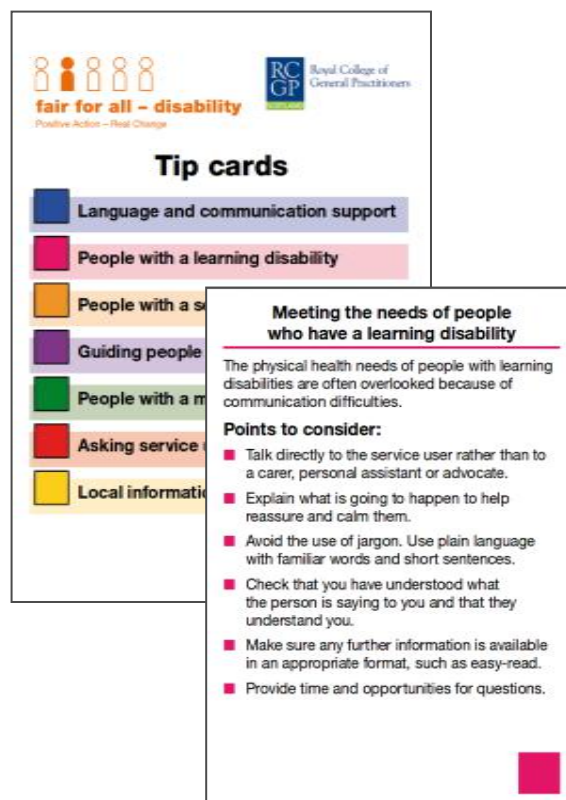 fair for all – disability
Positive Action – Real Change
RC
GP
SCOTLAND
Royal College of
General Practitioners
Tip cards
Language and communication support
People with a learning disability
People with a s
Guiding people
People with a m
Asking service
Local informati
Meeting the needs of people
who have a learning disability
The physical health needs of people with learning
disabilities are often overlooked because of
communication difficulties.
Points to consider:
Talk directly to the service user rather than to
a carer, personal assistant or advocate.
Explain what is going to happen to help
reassure and calm them.
Avoid the use of jargon. Use plain language
with familiar words and short sentences.
Check that you have understood what
the person is saying to you and that they
understand you.
Make sure any further information is available
in an appropriate format, such as easy-read.
Provide time and opportunities for questions.